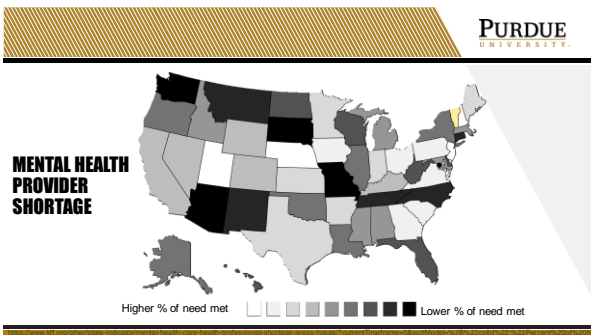 PURDUE
UNIVERSITY.
MENTAL HEALTH
PROVIDER
SHORTAGE
Higher % of need met
Lower % of need met